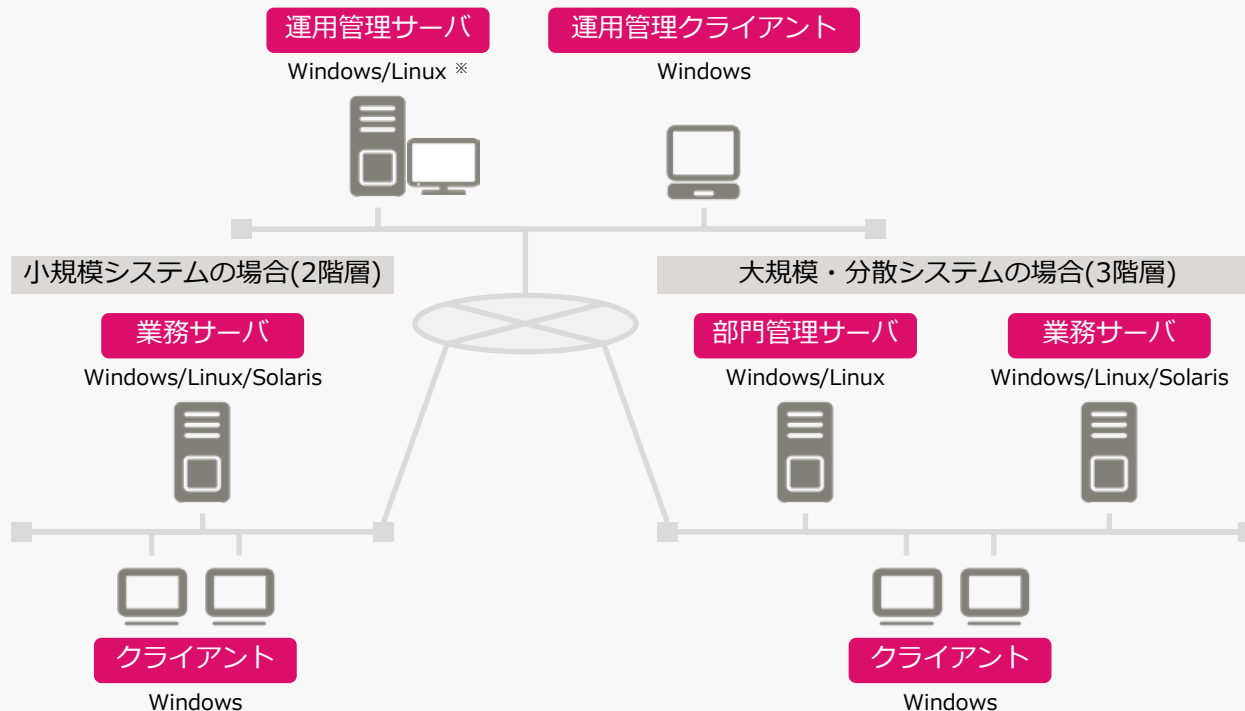 運用管理サーバ
運用管理クライアント
Windows/Linux ※
Windows
小規模システムの場合(2階層)
大規模・分散システムの場合(3階層)
業務サーバ
部門管理サーバ
業務サーバ
Windows/Linux/Solaris
Windows/Linux
Windows/Linux/Solaris
クライアント
クライアント
Windows
Windows